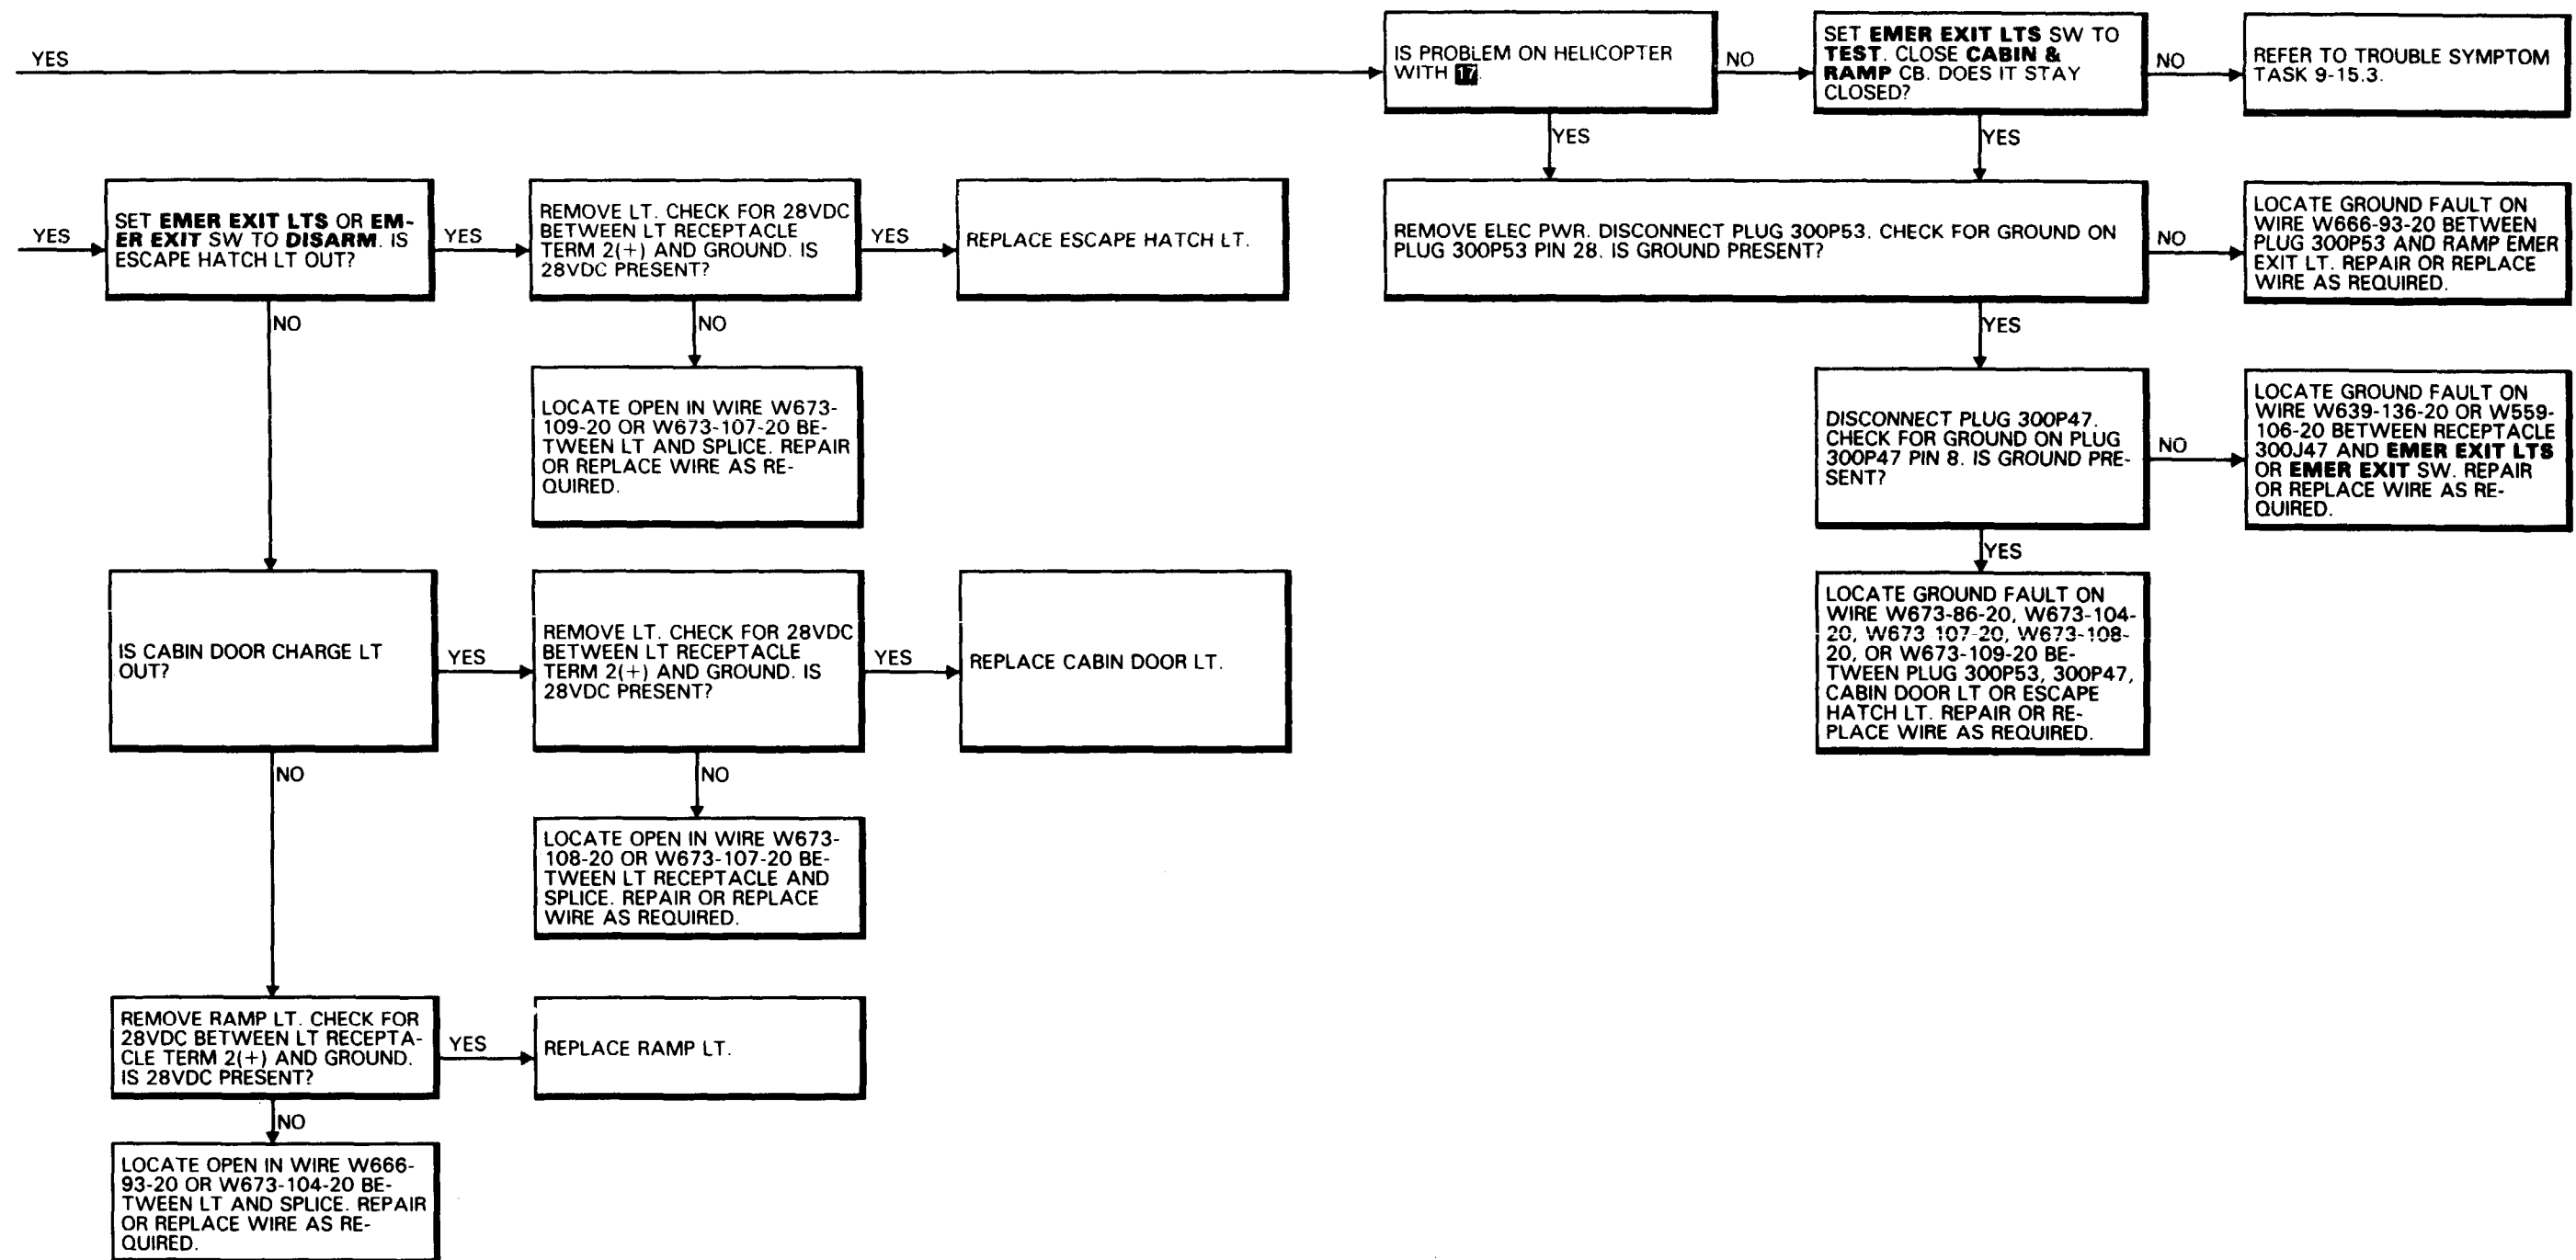 YES
IS PROBLEM ON HELICOPTER
WITH 17.
NO
SET EMER EXIT LTS SW TO
TEST. CLOSE CABIN &
RAMP CB. DOES IT STAY
CLOSED?
NO
REFER TO TROUBLE SYMPTOM
TASK 9-15.3.
YES
YES
YES
SET EMER EXIT LTS OR EM-
ER EXIT SW TO DISARM. IS
ESCAPE HATCH LT OUT?
YES
REMOVE LT. CHECK FOR 28VDC
BETWEEN LT RECEPTACLE
TERM 2(+) AND GROUND. IS
28VDC PRESENT?
YES
REPLACE ESCAPE HATCH LT.
REMOVE ELEC PWR. DISCONNECT PLUG 300P53. CHECK FOR GROUND ON
PLUG 300P53 PIN 28. IS GROUND PRESENT?
NO
LOCATE GROUND FAULT ON
WIRE W666-93-20 BETWEEN
PLUG 300P53 AND RAMP EMER
EXIT LT. REPAIR OR REPLACE
WIRE AS REQUIRED.
NO
NO
YES
LOCATE OPEN IN WIRE W673-
109-20 OR W673-107-20 BE-
TWEEN LT AND SPLICE. REPAIR
OR REPLACE WIRE AS RE-
QUIRED.
DISCONNECT PLUG 300P47.
CHECK FOR GROUND ON PLUG
300P47 PIN 8. IS GROUND PRE-
SENT?
NO
LOCATE GROUND FAULT ON
WIRE W639-136-20 OR W559-
106-20 BETWEEN RECEPTACLE
300J47 AND EMER EXIT LTS
OR EMER EXIT SW. REPAIR
OR REPLACE WIRE AS RE-
QUIRED.
YES
IS CABIN DOOR CHARGE LT
OUT?
YES
REMOVE LT. CHECK FOR 28VDC
BETWEEN LT RECEPTACLE
TERM 2(+) AND GROUND. IS
28VDC PRESENT?
YES
REPLACE CABIN DOOR LT.
LOCATE GROUND FAULT ON
WIRE W673-86-20, W673-104-
20, W673-107-20, W673-108-
20, OR W673-109-20 BE-
TWEEN PLUG 300P53, 300P47,
CABIN DOOR LT OR ESCAPE
HATCH LT. REPAIR OR RE-
PLACE WIRE AS REQUIRED.
NO
NO
LOCATE OPEN IN WIRE W673-
108-20 OR W673-107-20 BE-
TWEEN LT RECEPTACLE AND
SPLICE. REPAIR OR REPLACE
WIRE AS REQUIRED.
REMOVE RAMP LT. CHECK FOR
28VDC BETWEEN LT RECEPTA-
CLE TERM 2(+) AND GROUND.
IS 28VDC PRESENT?
YES
REPLACE RAMP LT.
NO
LOCATE OPEN IN WIRE W666-
93-20 OR W673-104-20 BE-
TWEEN LT AND SPLICE. REPAIR
OR REPLACE WIRE AS RE-
QUIRED.